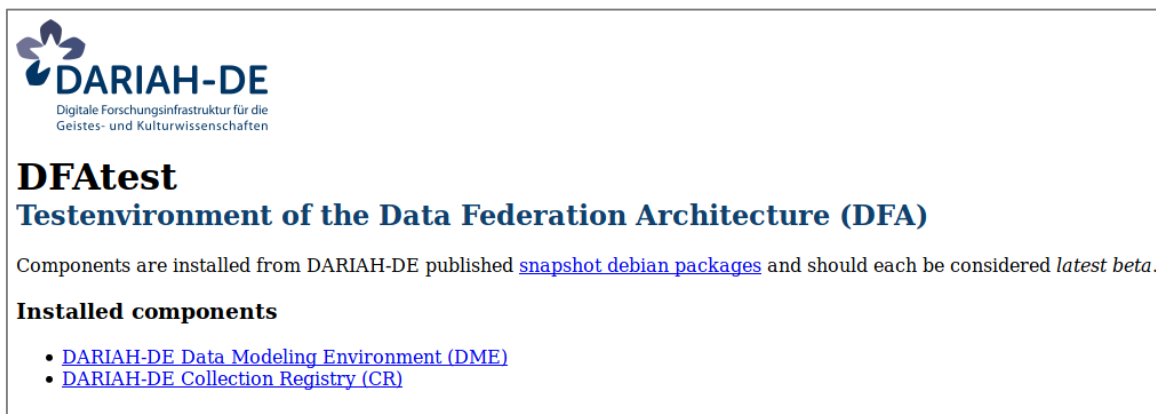 DARIAH-DE
Digitale Forschungsinfrastruktur für die
Geistes- und Kulturwissenschaften
DFAtest
Testenvironment of the Data Federation Architecture (DFA)
Components are installed from DARIAH-DE published snapshot debian packages and should each be considered latest beta.
Installed components
• DARIAH-DE Data Modeling Environment (DME)
• DARIAH-DE Collection Registry (CR)